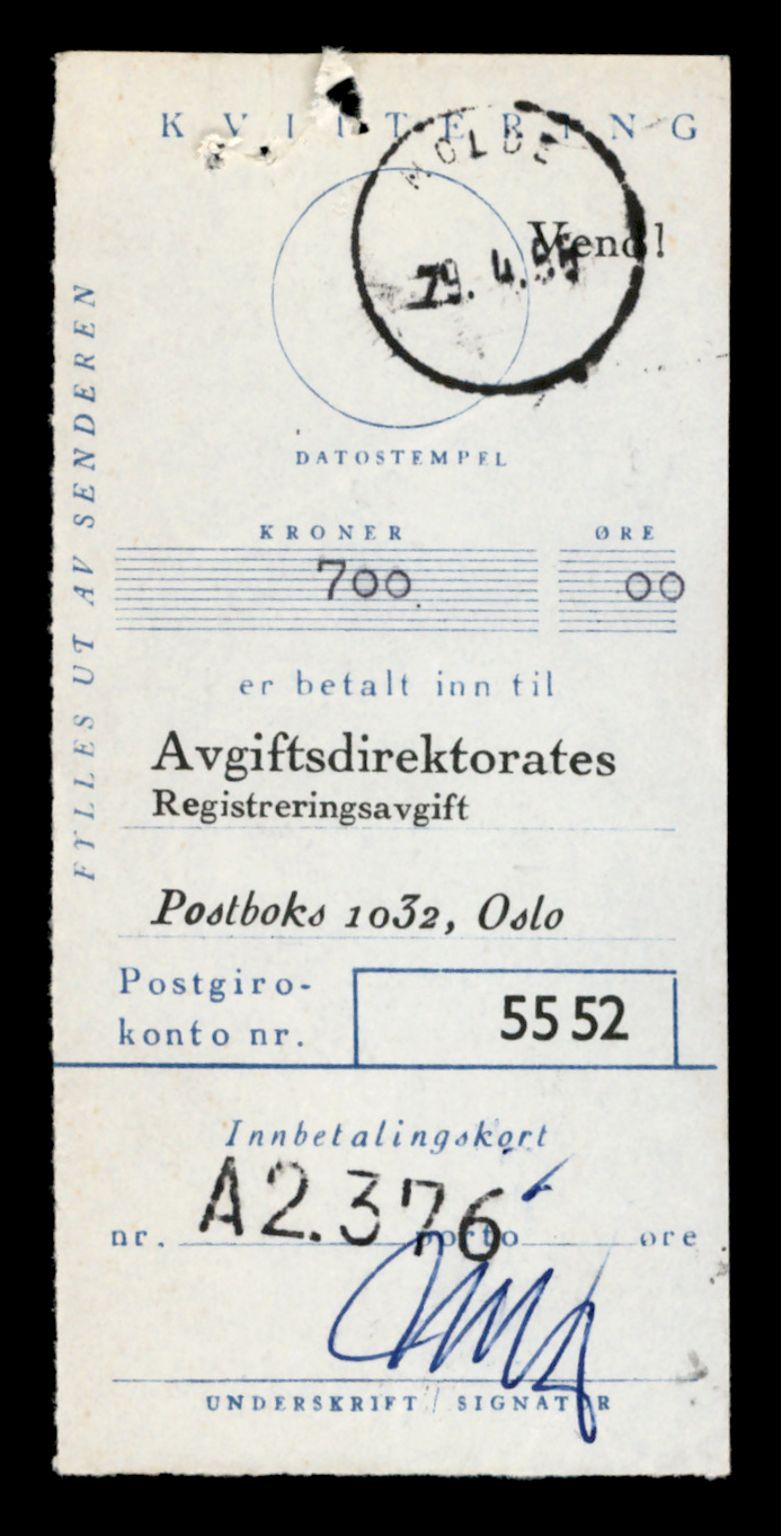 KVITTERING
MOLDE
Vend!
29. 4.
DATOSTEMPEL
FYLLES UT AV SENDEREN
KRONER ØRE
700 00
er betalt inn til
Avgiftsdirektorates
Registreringsavgift
Postboks 1032, Oslo
Postgiro-
konto nr.
5552
Innbetalingskort
nr. A2.376 porto øre
UNDERSKRIFT / SIGNATUR